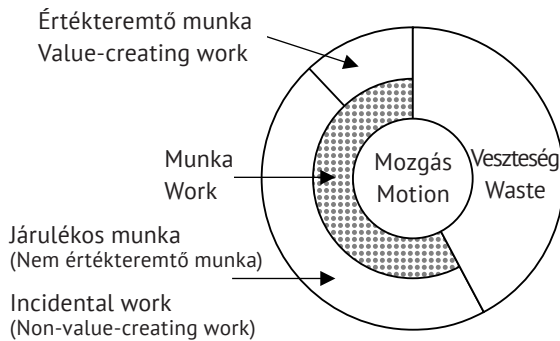 Értékteremtő munka
Value-creating work
Munka
Work
Mozgás
Motion
Veszteség
Waste
Járulékos munka
(Nem értékteremtő munka)
Incidental work
(Non-value-creating work)